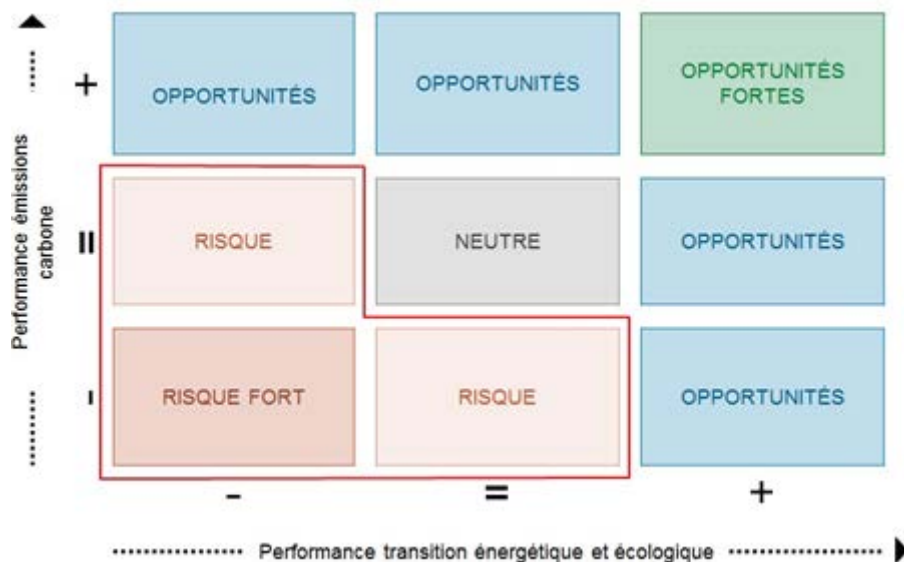 +
OPPORTUNITÉS
OPPORTUNITÉS
OPPORTUNITÉS
FORTES
Performance émissions
carbone
=
RISQUE
NEUTRE
OPPORTUNITÉS
-
RISQUE FORT
RISQUE
OPPORTUNITÉS
-
=
+
Performance transition énergétique et écologique